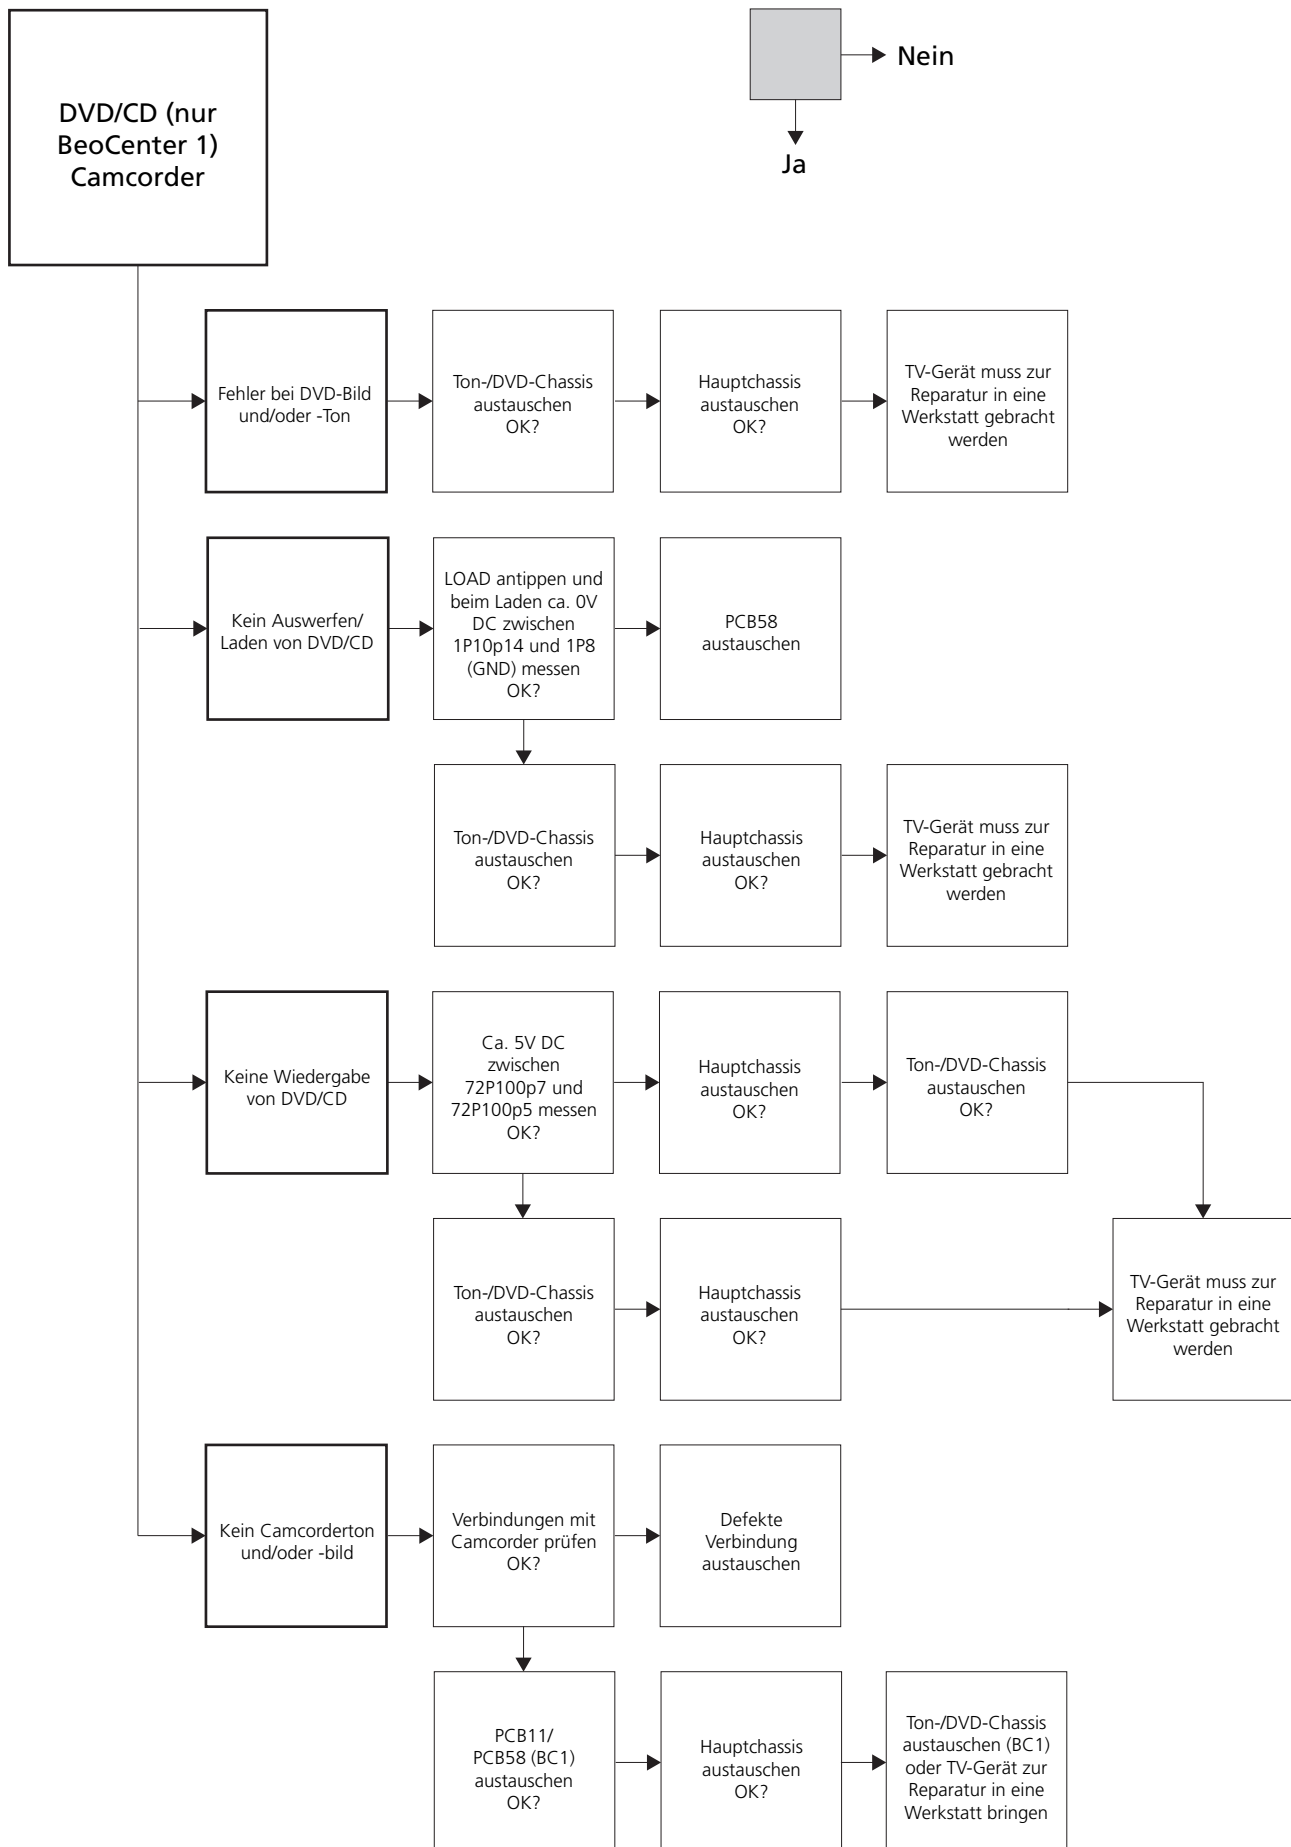 DVD/CD (nur
BeoCenter 1)
Camcorder
Nein
Ja
Fehler bei DVD-Bild
und/oder -Ton
Ton-/DVD-Chassis
austauschen
OK?
Hauptchassis
austauschen
OK?
TV-Gerät muss zur
Reparatur in eine
Werkstatt gebracht
werden
Kein Auswerfen/
Laden von DVD/CD
LOAD antippen und
beim Laden ca. 0V
DC zwischen
1P10p14 und 1P8
(GND) messen
OK?
PCB58
austauschen
Ton-/DVD-Chassis
austauschen
OK?
Hauptchassis
austauschen
OK?
TV-Gerät muss zur
Reparatur in eine
Werkstatt gebracht
werden
Keine Wiedergabe
von DVD/CD
Ca. 5V DC
zwischen
72P100p7 und
72P100p5 messen
OK?
Hauptchassis
austauschen
OK?
Ton-/DVD-Chassis
austauschen
OK?
Ton-/DVD-Chassis
austauschen
OK?
Hauptchassis
austauschen
OK?
TV-Gerät muss zur
Reparatur in eine
Werkstatt gebracht
werden
Kein Camcorderton
und/oder -bild
Verbindungen mit
Camcorder prüfen
OK?
Defekte
Verbindung
austauschen
PCB11/
PCB58 (BC1)
austauschen
OK?
Hauptchassis
austauschen
OK?
Ton-/DVD-Chassis
austauschen (BC1)
oder TV-Gerät zur
Reparatur in eine
Werkstatt bringen